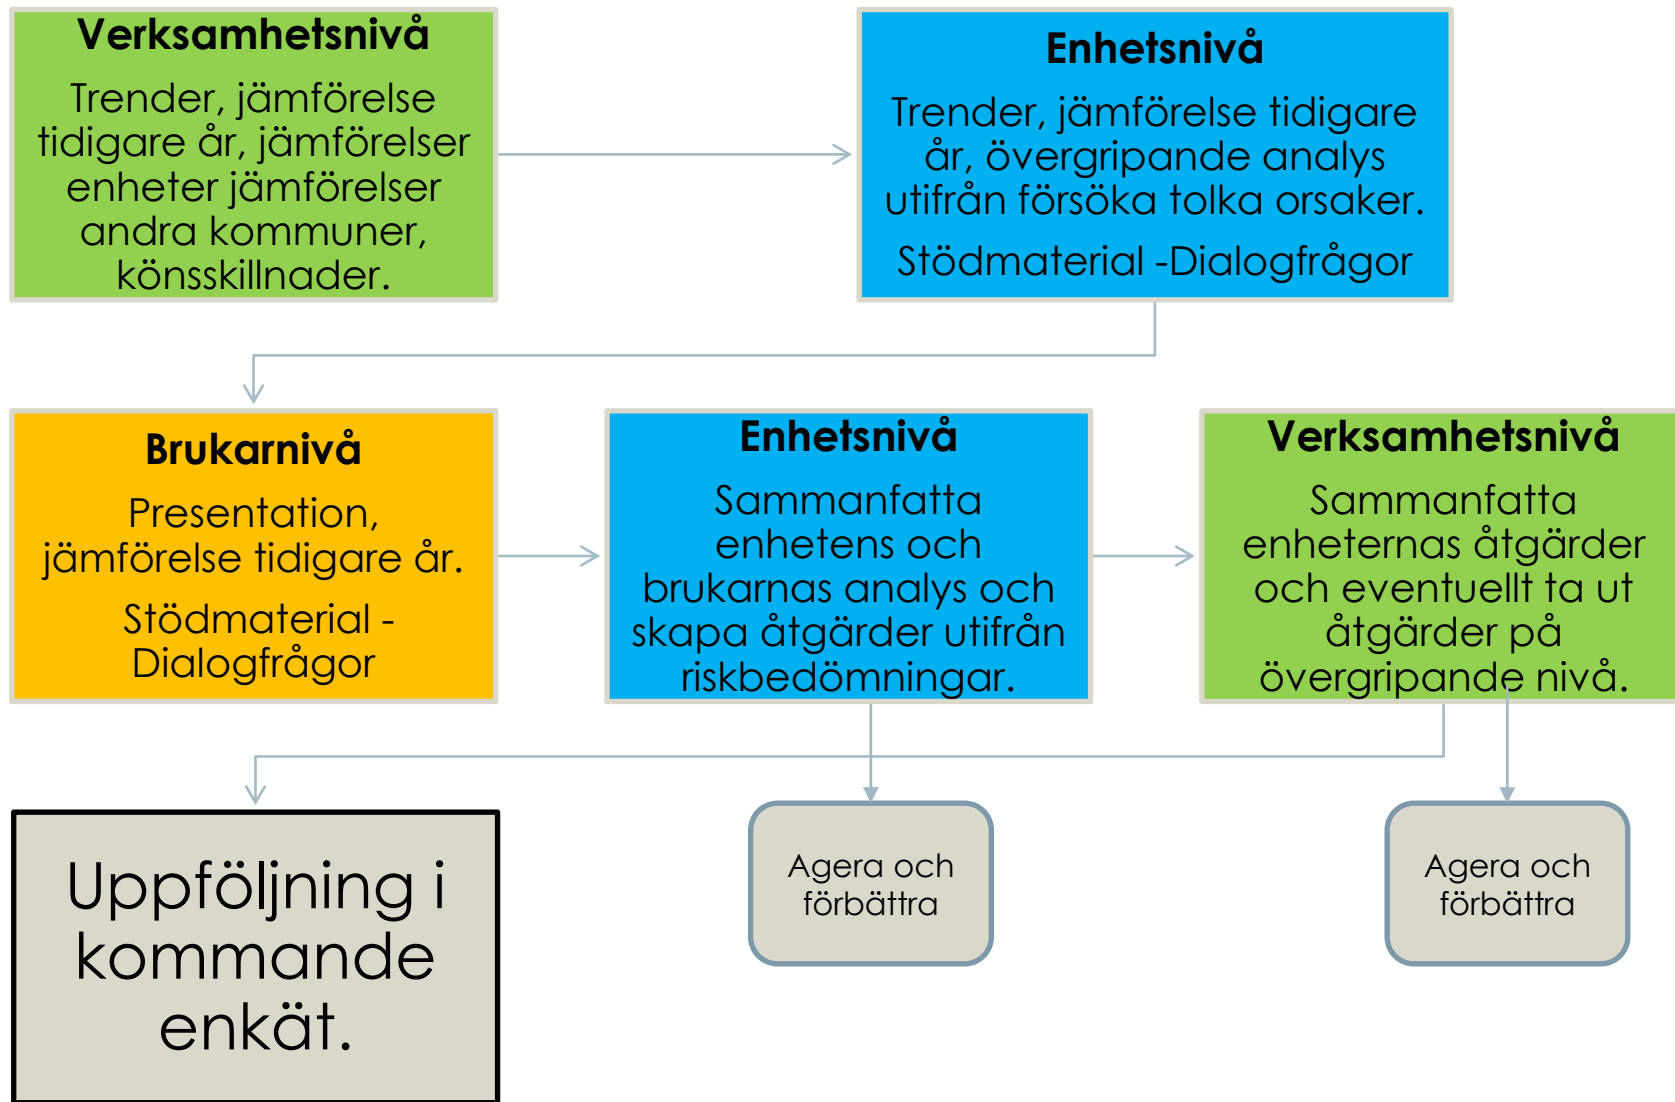 Verksamhetsnivå
Trender, jämförelse
tidigare år, jämförelser
enheter jämförelser
andra kommuner,
könsskillnader.
Enhetsnivå
Trender, jämförelse tidigare
år, övergripande analys
utifrån försöka tolka orsaker.
Stödmaterial -Dialogfrågor
Brukarnivå
Presentation,
jämförelse tidigare år.
Stödmaterial -
Dialogfrågor
Enhetsnivå
Sammanfatta
enhetens och
brukarnas analys och
skapa åtgärder utifrån
riskbedömningar.
Verksamhetsnivå
Sammanfatta
enheternas åtgärder
och eventuellt ta ut
åtgärder på
övergripande nivå.
Uppföljning i
kommande
enkät.
Agera och
förbättra
Agera och
förbättra